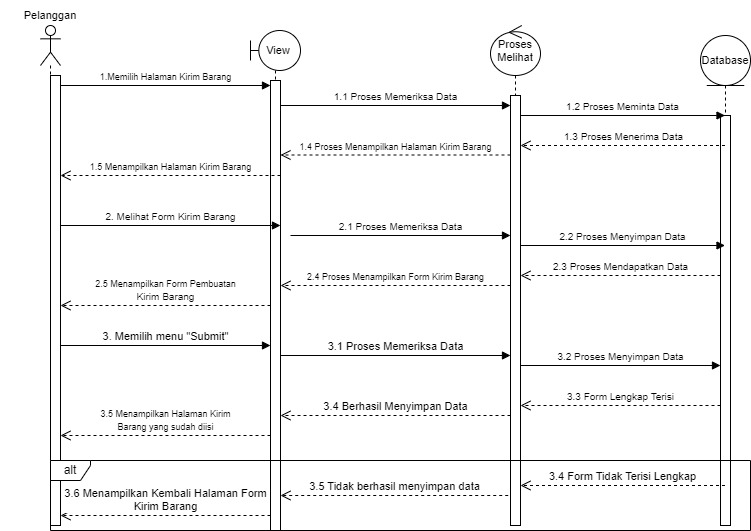 Pelanggan
View
Proses
Melihat
Database
1.Memilih Halaman Kirim Barang
1.1 Proses Memeriksa Data
1.2 Proses Meminta Data
1.3 Proses Menerima Data
1.4 Proses Menampilkan Halaman Kirim Barang
1.5 Menampilkan Halaman Kirim Barang
2. Melihat Form Kirim Barang
2.1 Proses Memeriksa Data
2.2 Proses Menyimpan Data
2.3 Proses Mendapatkan Data
2.4 Proses Menampilkan Form Kirim Barang
2.5 Menampilkan Form Pembuatan
Kirim Barang
3. Memilih menu "Submit"
3.1 Proses Memeriksa Data
3.2 Proses Menyimpan Data
3.3 Form Lengkap Terisi
3.4 Berhasil Menyimpan Data
3.5 Menampilkan Halaman Kirim
Barang yang sudah diisi
alt
3.4 Form Tidak Terisi Lengkap
3.5 Tidak berhasil menyimpan data
3.6 Menampilkan Kembali Halaman Form
Kirim Barang